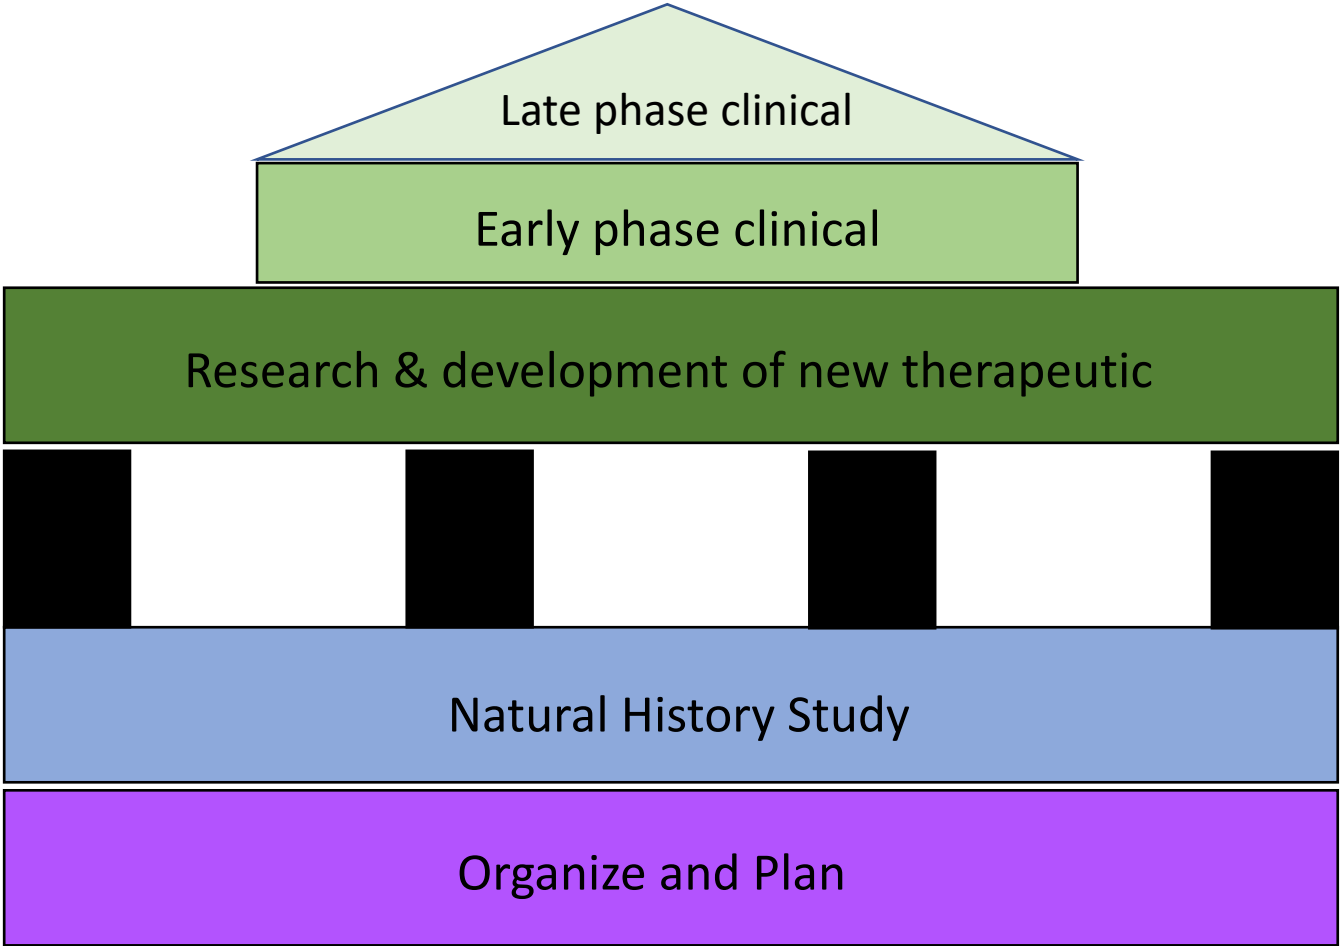 Late phase clinical
Early phase clinical
Research & development of new therapeutic
Natural History Study
Organize and Plan